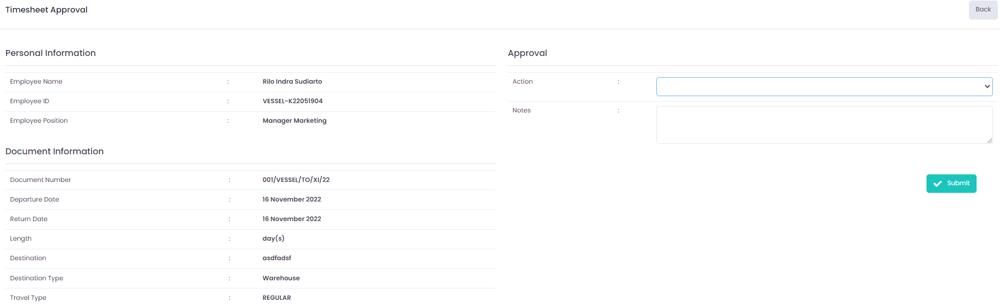 Timesheet Approval
Back
Personal Information
Employee Name : Rilo Indra Sudiarto
Employee ID : VESSEL-K22051904
Employee Position : Manager Marketing
Document Information
Document Number : 001/VESSEL/TO/XI/22
Departure Date : 16 November 2022
Return Date : 16 November 2022
Length : day(s)
Destination : asdfadsf
Destination Type : Warehouse
Travel Type : REGULAR
Approval
Action :
Notes :
Submit